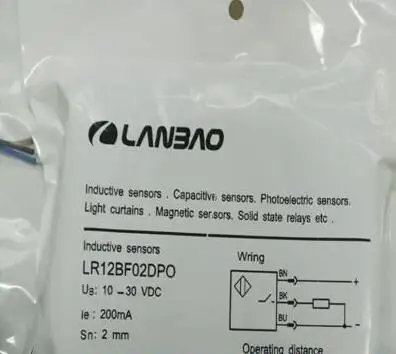 LANBAO
Inductive sensors . Capacitive sensors. Photoelectric sensors.
Light curtains . Magnetic sensors. Solid state relays etc .
Inductive sensors
LR12BF02DPO
UB: 10 -30 VDC
Ie : 200mA
Sn: 2 mm
Wring
BN +
BK
BU -
Operating distance